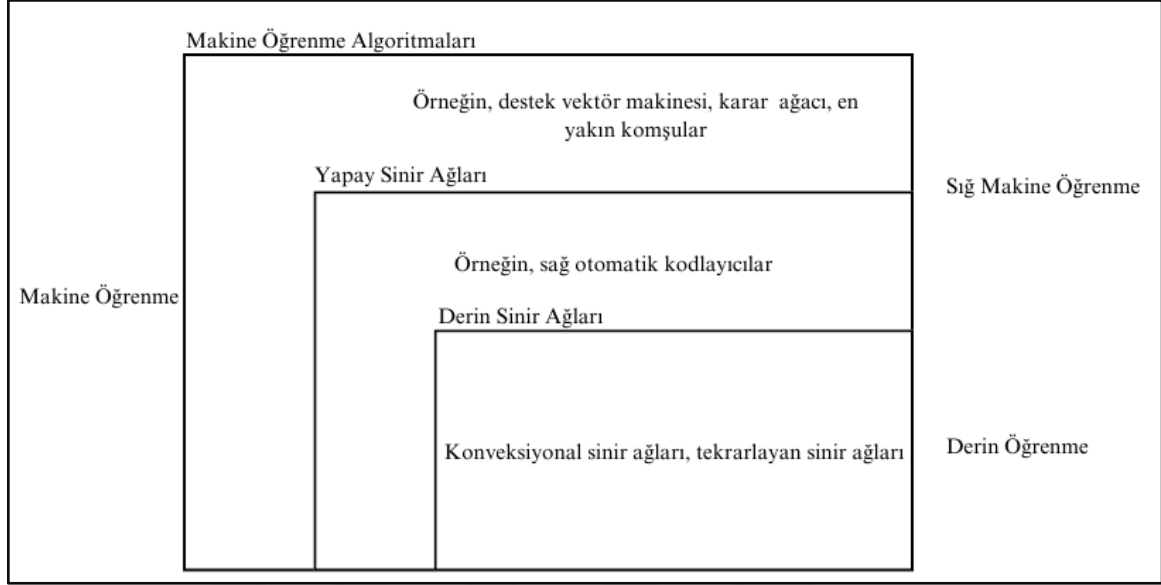 Makine Öğrenme Algoritmaları
Örneğin, destek vektör makinesi, karar ağacı, en
yakın komşular
Yapay Sinir Ağları
Sığ Makine Öğrenme
Örneğin, sağ otomatik kodlayıcılar
Makine Öğrenme
Derin Sinir Ağları
Konveksiyonal sinir ağları, tekrarlayan sinir ağları
Derin Öğrenme